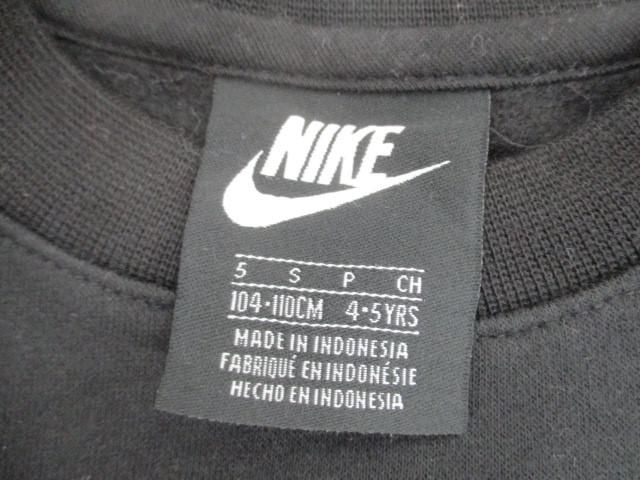 NIKE
5 S P CH
104-110CM 4-5YRS
MADE IN INDONESIA
FABRIQUÉ EN INDONÉSIE
HECHO EN INDONESIA